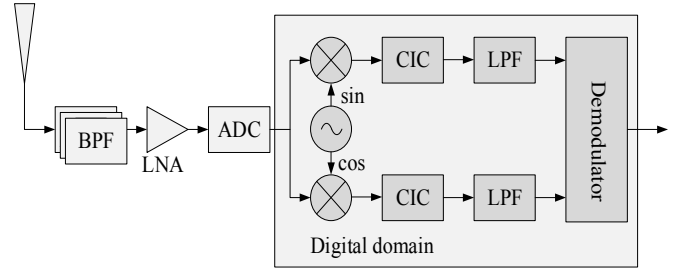 CIC
LPF
sin
BPF
LNA
ADC
cos
CIC
LPF
Demodulator
Digital domain